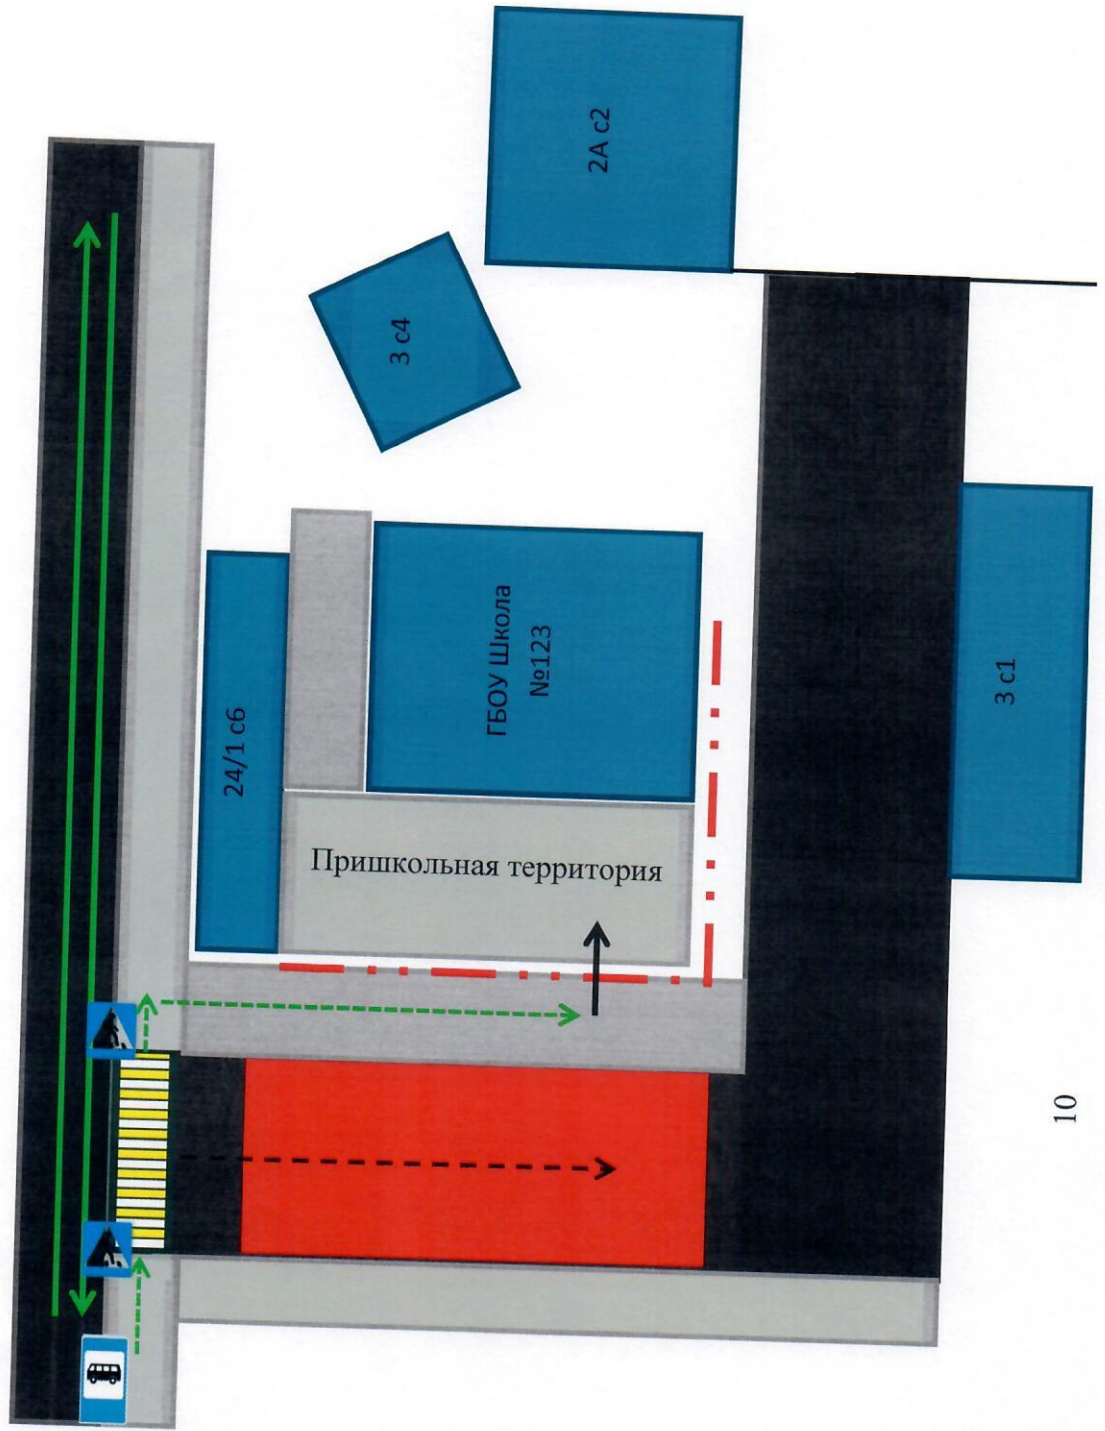 2А с2
3 с4
24/1 с6
ГБОУ Школа
№123
Пришкольная территория
3 с1
10